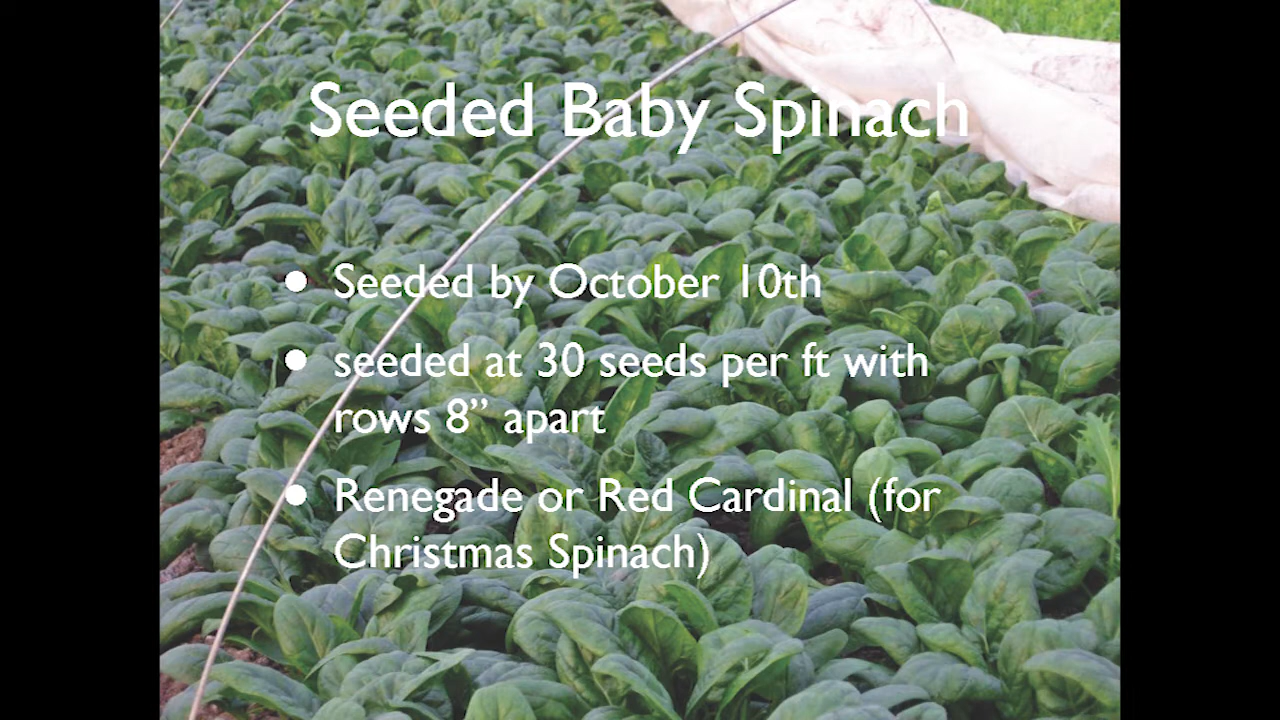 Seeded Baby Spinach
• Seeded by October 10th
• seeded at 30 seeds per ft with
rows 8” apart
• Renegade or Red Cardinal (for
Christmas Spinach)